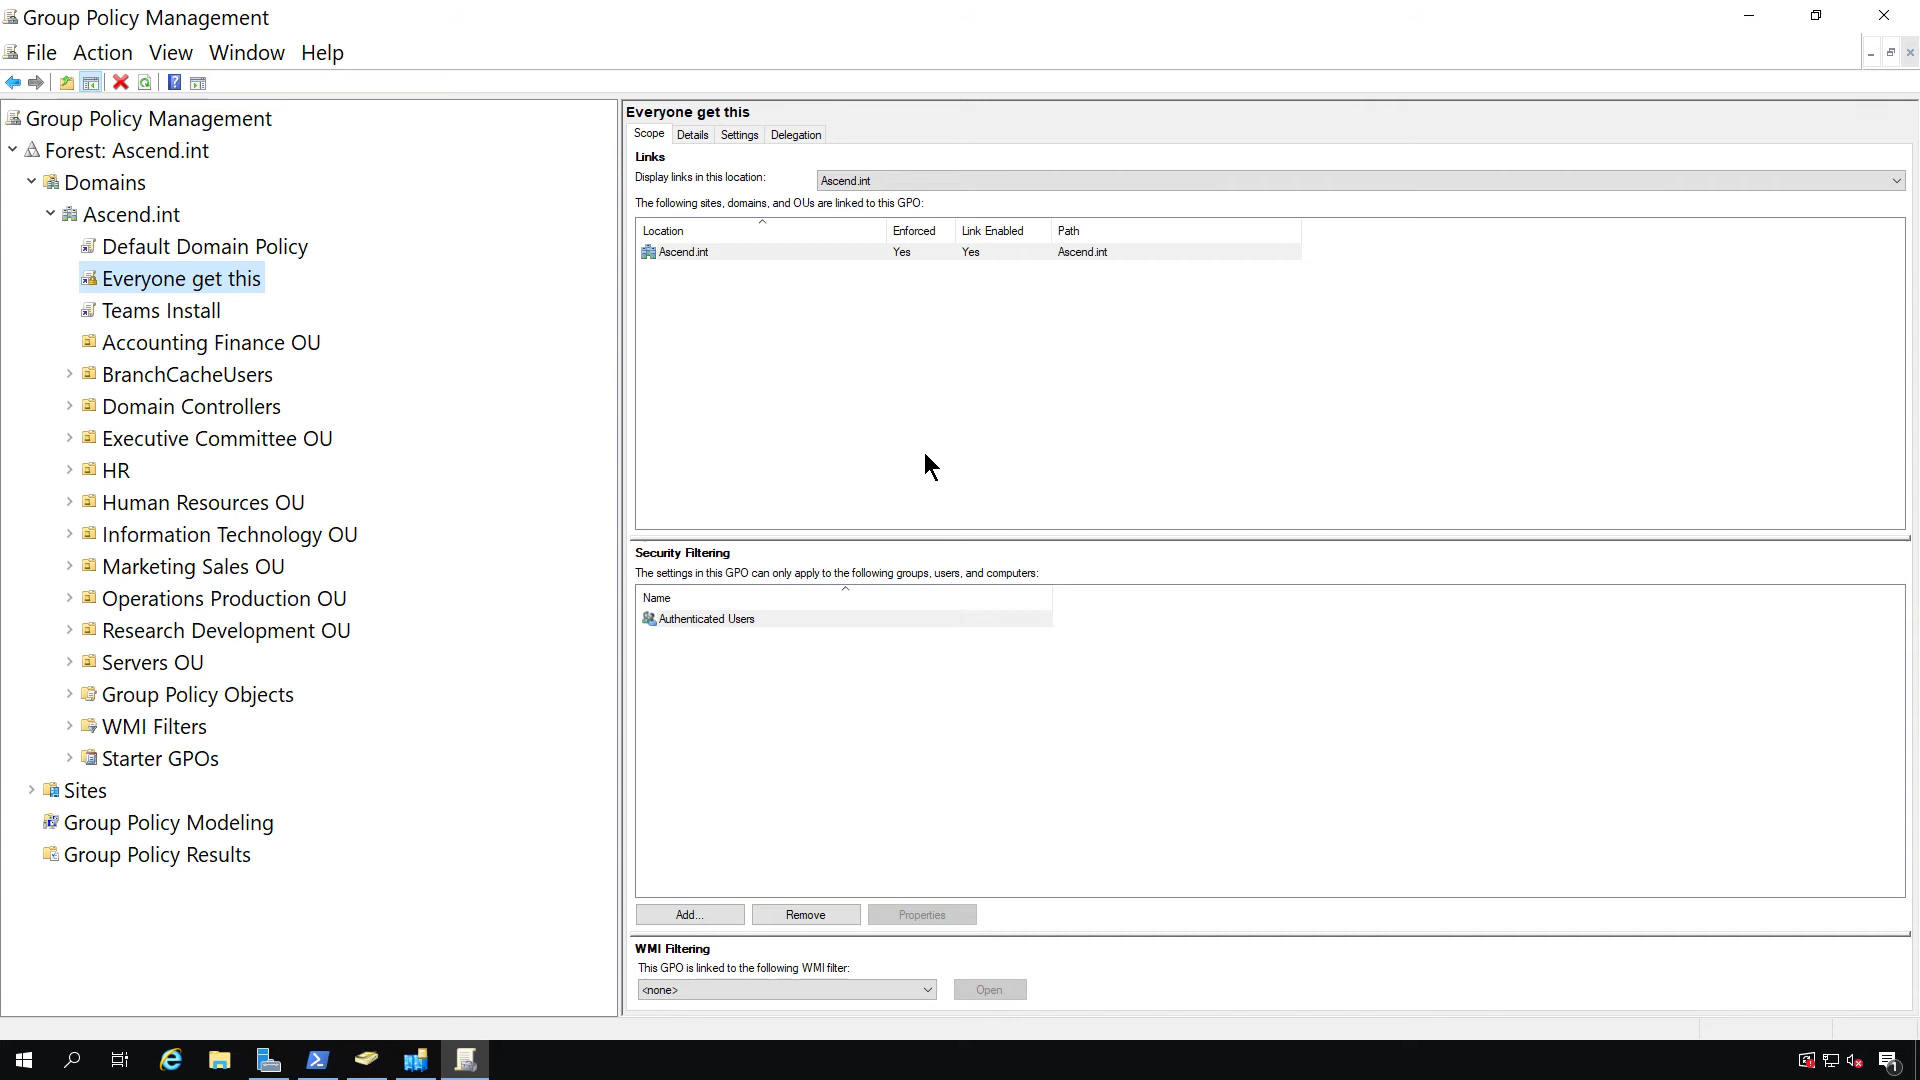 Group Policy Management
File Action View Window Help
Group Policy Management
Forest: Ascend.int
Domains
Ascend.int
Default Domain Policy
Everyone get this
Teams Install
Accounting Finance OU
BranchCacheUsers
Domain Controllers
Executive Committee OU
HR
Human Resources OU
Information Technology OU
Marketing Sales OU
Operations Production OU
Research Development OU
Servers OU
Group Policy Objects
WMI Filters
Starter GPOs
Sites
Group Policy Modeling
Group Policy Results
Everyone get this
Scope Details Settings Delegation
Links
Display links in this location: Ascend.int
The following sites, domains, and OUs are linked to this GPO:
Location Enforced Link Enabled Path
Ascend.int Yes Yes Ascend.int
Security Filtering
The settings in this GPO can only apply to the following groups, users, and computers:
Name
Authenticated Users
Add... Remove Properties
WMI Filtering
This GPO is linked to the following WMI filter:
<none> Open
1